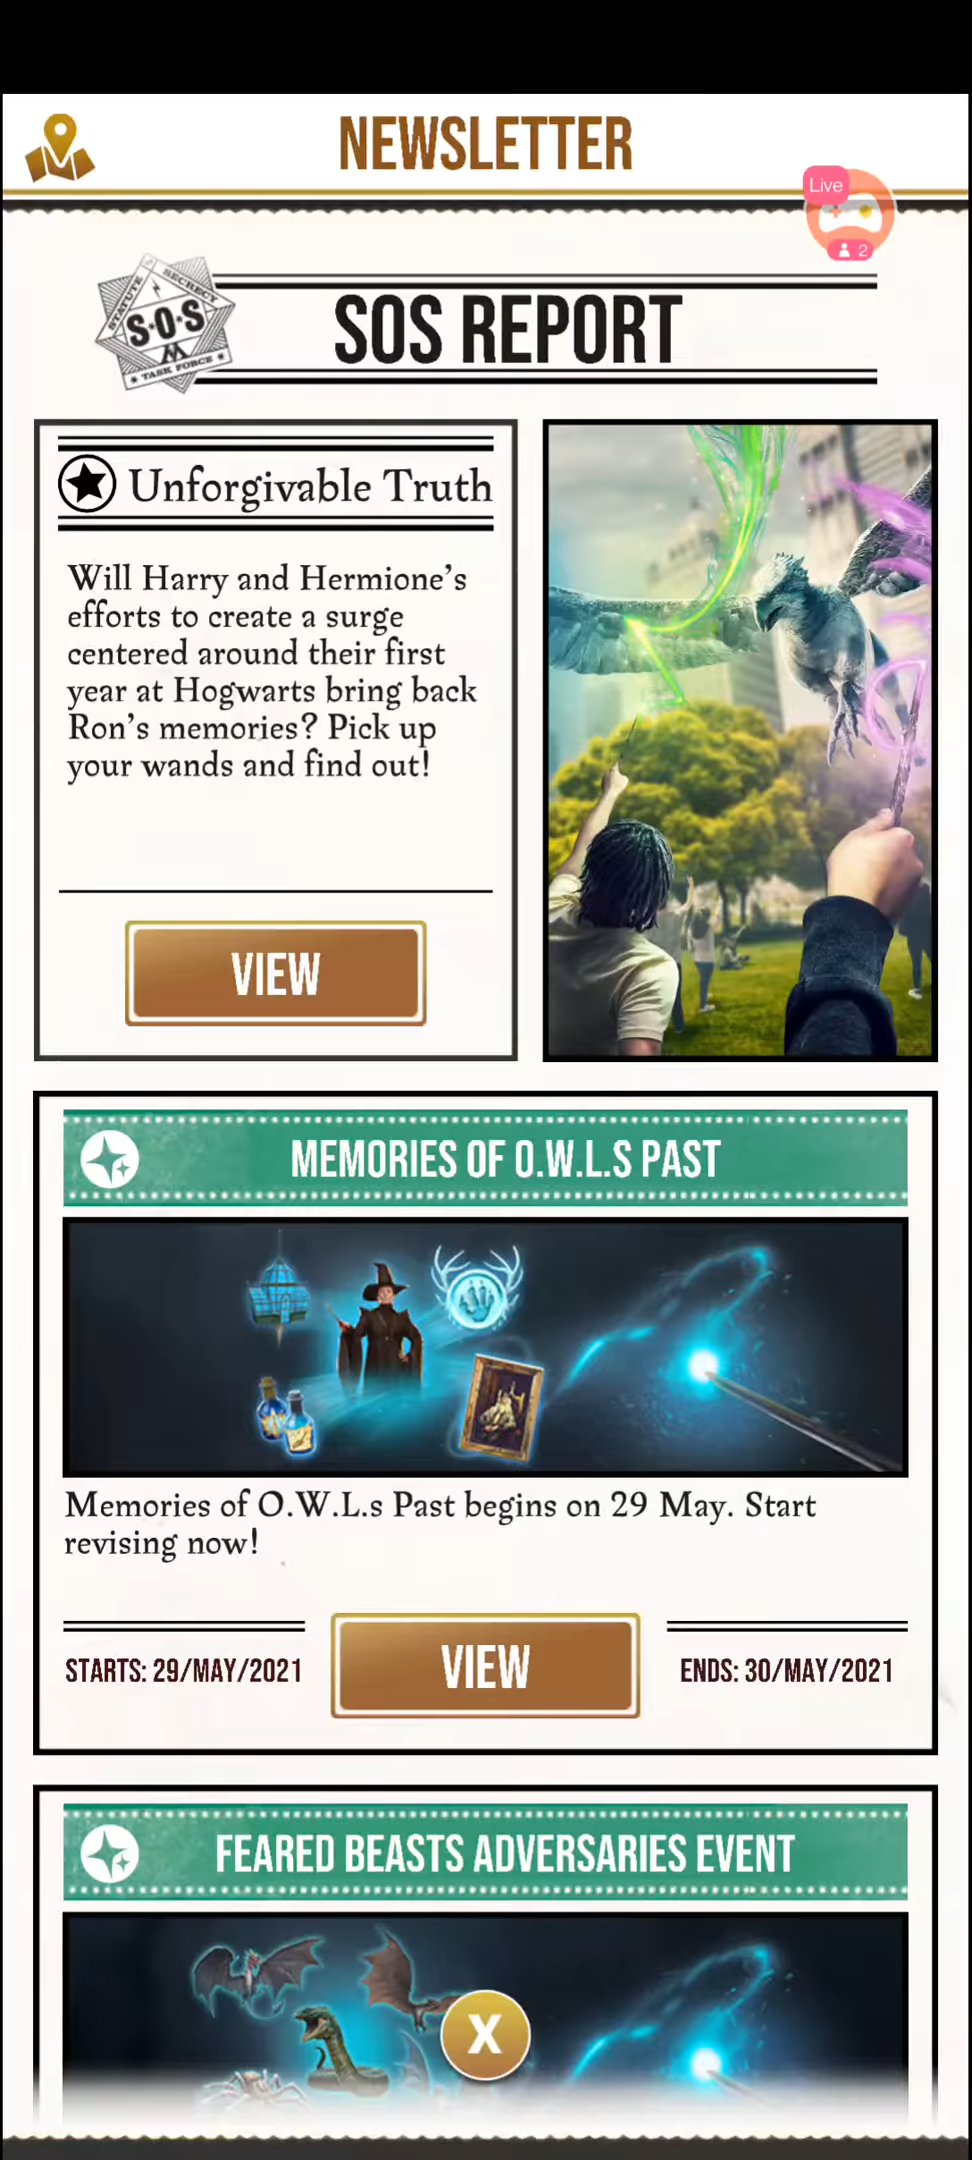 NEWSLETTER
Live
2
STATUTE SECRECY
S.O.S
TASK FORCE
SOS REPORT
Unforgivable Truth
Will Harry and Hermione's
efforts to create a surge
centered around their first
year at Hogwarts bring back
Ron's memories? Pick up
your wands and find out!
VIEW
MEMORIES OF O.W.L.S PAST
Memories of O.W.L.s Past begins on 29 May. Start
revising now!
STARTS: 29/MAY/2021
VIEW
ENDS: 30/MAY/2021
FEARED BEASTS ADVERSARIES EVENT
X